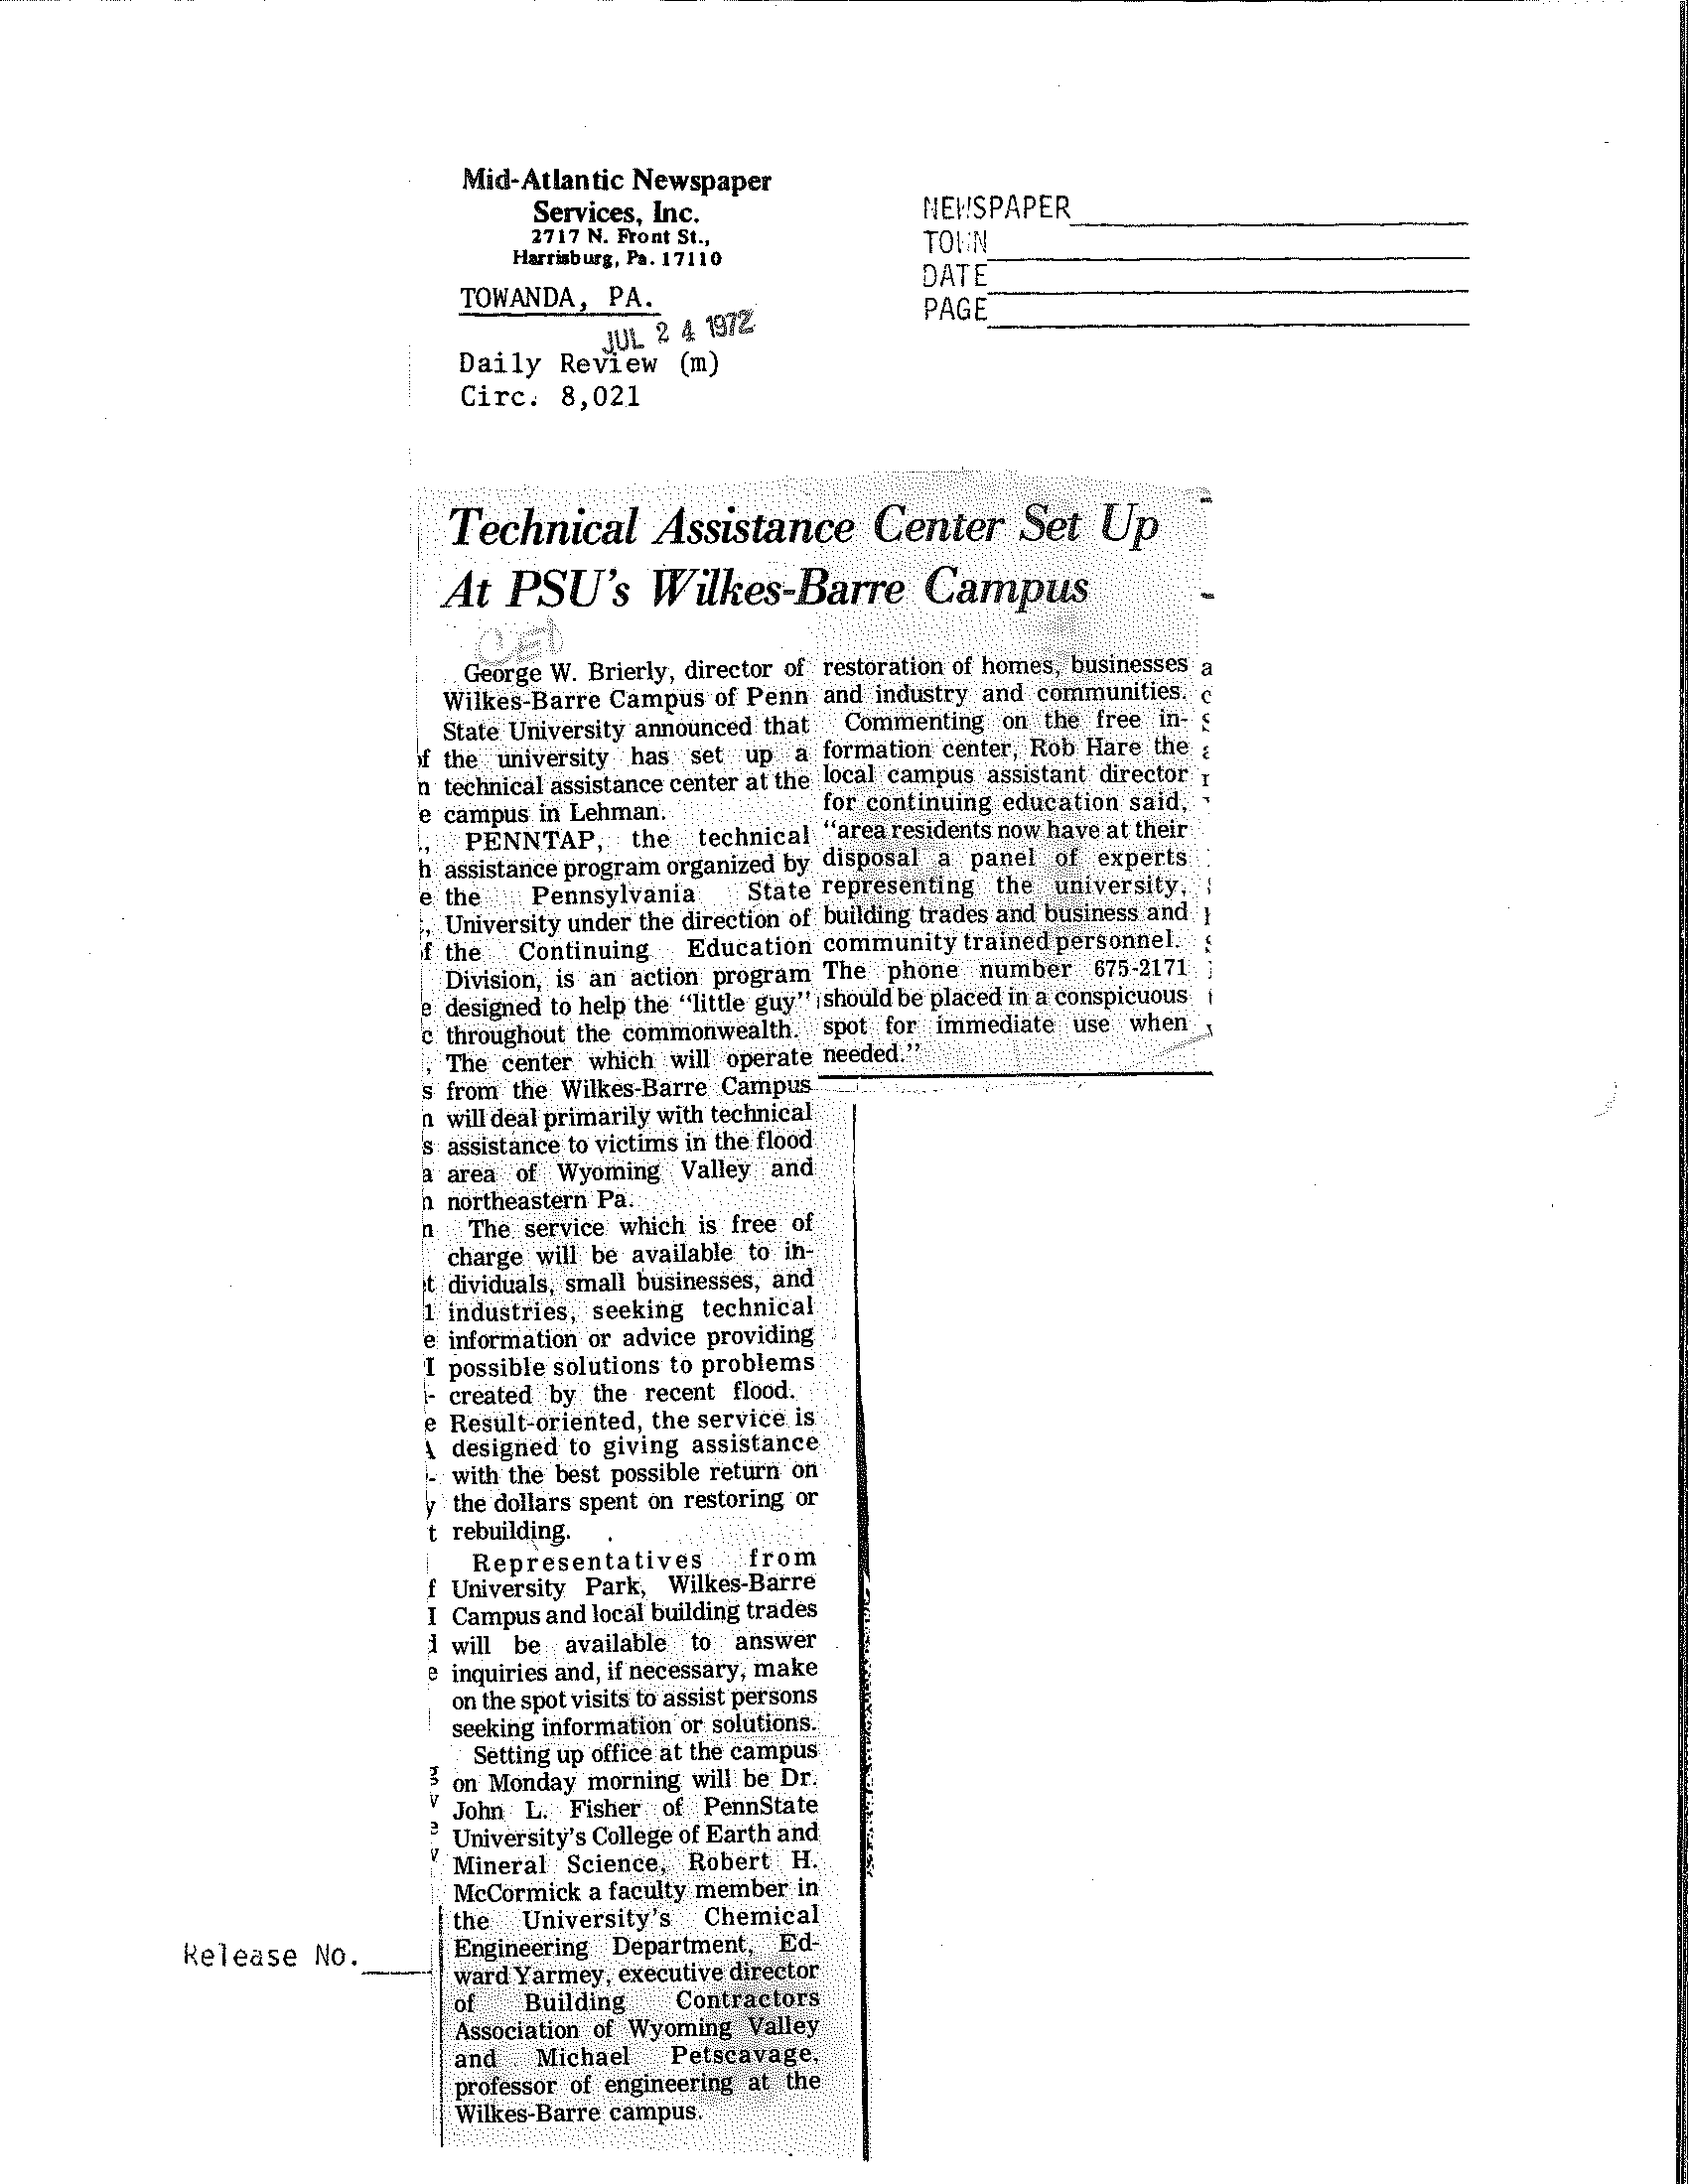 Mid-Atlantic Newspaper
Services, Inc.
2717 N. Front St.,
Harrisburg, Pa. 17110
TOWANDA, PA.
JUL 24 1972
Daily Review (m)
Circ. 8,021
NEWSPAPER
TOWN
DATE
PAGE
Technical Assistance Center Set Up
At PSU's Wilkes-Barre Campus
George W. Brierly, director of
Wilkes-Barre Campus of Penn
State University announced that
the university has set up a
technical assistance center at the
campus in Lehman.
PENNTAP, the technical
assistance program organized by
the Pennsylvania State
University under the direction of
the Continuing Education
Division, is an action program
designed to help the "little guy"
throughout the commonwealth.
The center which will operate
from the Wilkes-Barre Campus
will deal primarily with technical
assistance to victims in the flood
area of Wyoming Valley and
northeastern Pa.
The service which is free of
charge will be available to in-
dividuals, small businesses, and
industries, seeking technical
information or advice providing
possible solutions to problems
created by the recent flood.
Result-oriented, the service is
designed to giving assistance
with the best possible return on
the dollars spent on restoring or
rebuilding.
Representatives from
University Park, Wilkes-Barre
Campus and local building trades
will be available to answer
inquiries and, if necessary, make
on the spot visits to assist persons
seeking information or solutions.
Setting up office at the campus
on Monday morning will be Dr.
John L. Fisher of PennState
University's College of Earth and
Mineral Science, Robert H.
McCormick a faculty member in
the University's Chemical
Engineering Department, Ed-
ward Yarmey, executive director
of Building Contractors
Association of Wyoming Valley
and Michael Petscavage,
professor of engineering at the
Wilkes-Barre campus.
restoration of homes, businesses
and industry and communities.
Commenting on the free in-
formation center, Rob Hare the
local campus assistant director
for continuing education said,
"area residents now have at their
disposal a panel of experts
representing the university,
building trades and business and
community trained personnel.
The phone number 675-2171
should be placed in a conspicuous
spot for immediate use when
needed."
Release No.